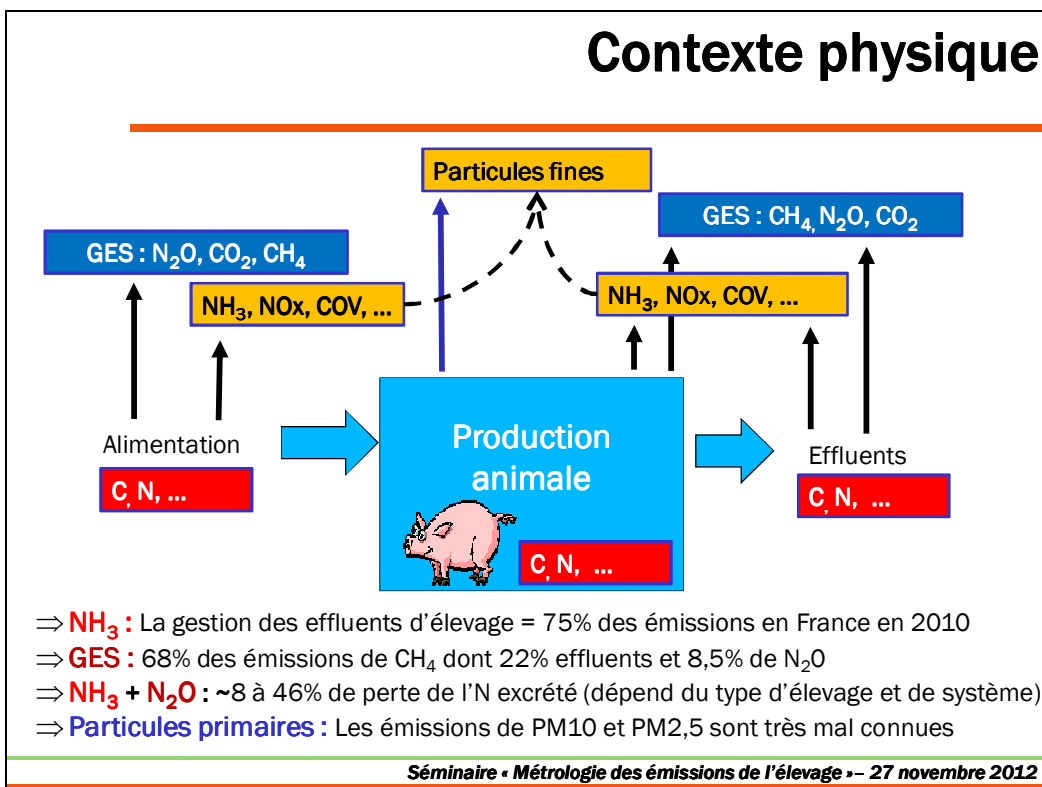 Contexte physique
Particules fines
GES : CH₄, N₂O, CO₂
GES : N₂O, CO₂, CH₄
NH₃, NOx, COV, ...
NH₃, NOx, COV, ...
Alimentation
C, N, ...
Production
animale
C, N, ...
Effluents
C, N, ...
⇒ NH₃ : La gestion des effluents d’élevage = 75% des émissions en France en 2010
⇒ GES : 68% des émissions de CH₄ dont 22% effluents et 8,5% de N₂O
⇒ NH₃ + N₂O : ~8 à 46% de perte de l’N excrété (dépend du type d’élevage et de système)
⇒ Particules primaires : Les émissions de PM10 et PM2,5 sont très mal connues
Séminaire « Métrologie des émissions de l’élevage »– 27 novembre 2012